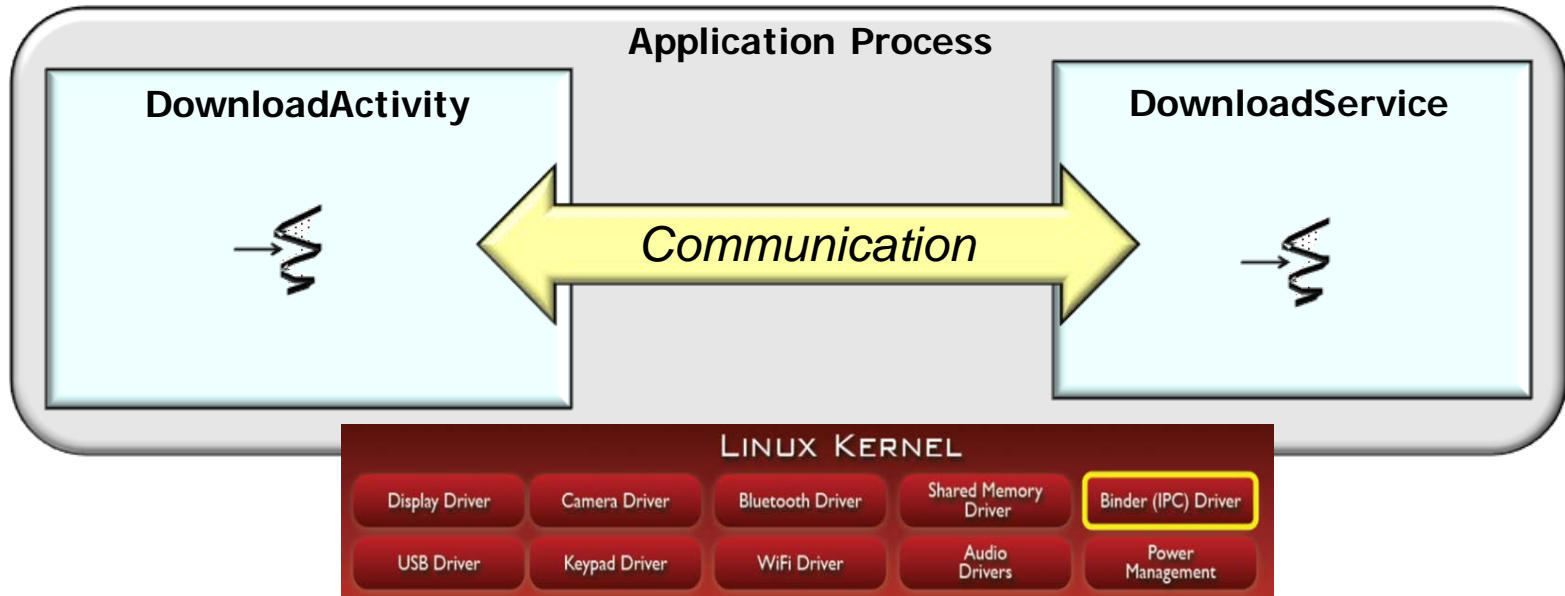 Application Process
DownloadActivity
DownloadService
Communication
LINUX KERNEL
Display Driver
Camera Driver
Bluetooth Driver
Shared Memory
Driver
Binder (IPC) Driver
USB Driver
Keypad Driver
WiFi Driver
Audio
Drivers
Power
Management